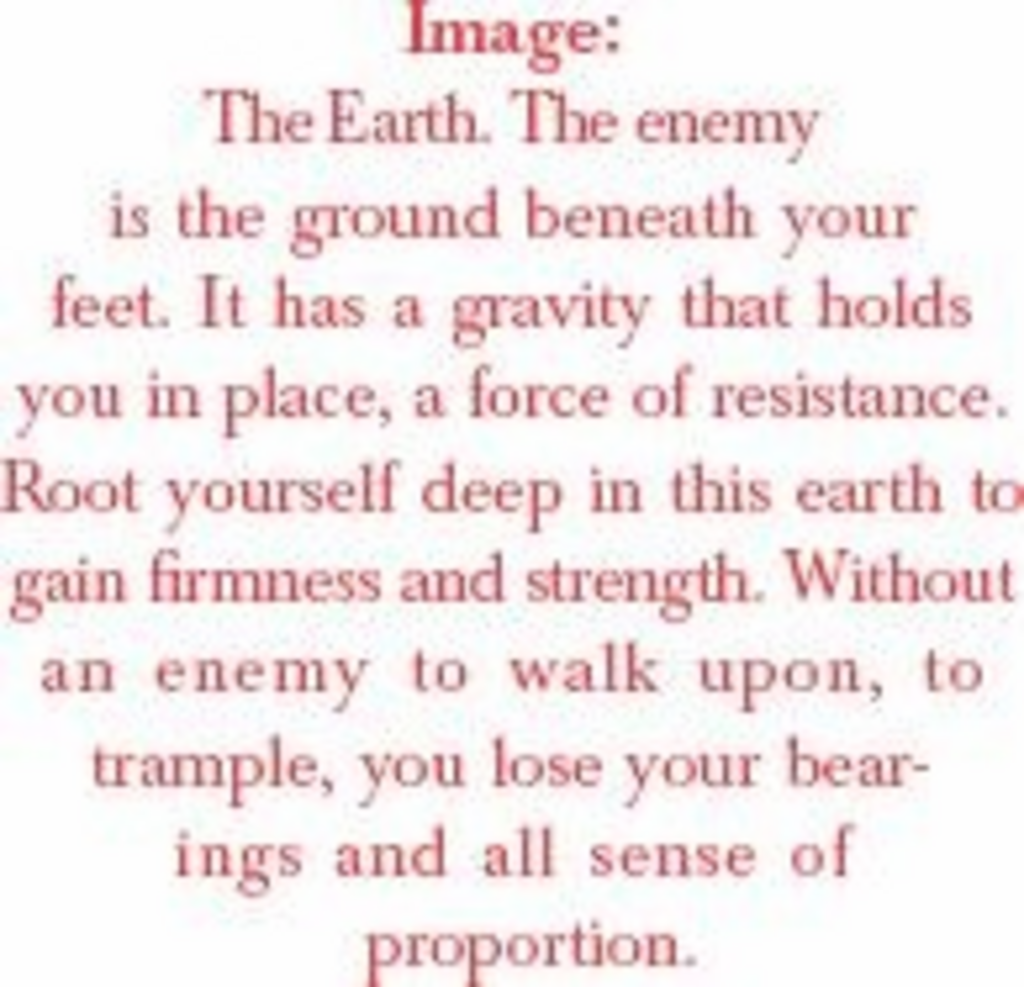 Image:
The Earth. The enemy
is the ground beneath your
feet. It has a gravity that holds
you in place, a force of resistance.
Root yourself deep in this earth to
gain firmness and strength. Without
an enemy to walk upon, to
trample, you lose your bear-
ings and all sense of
proportion.